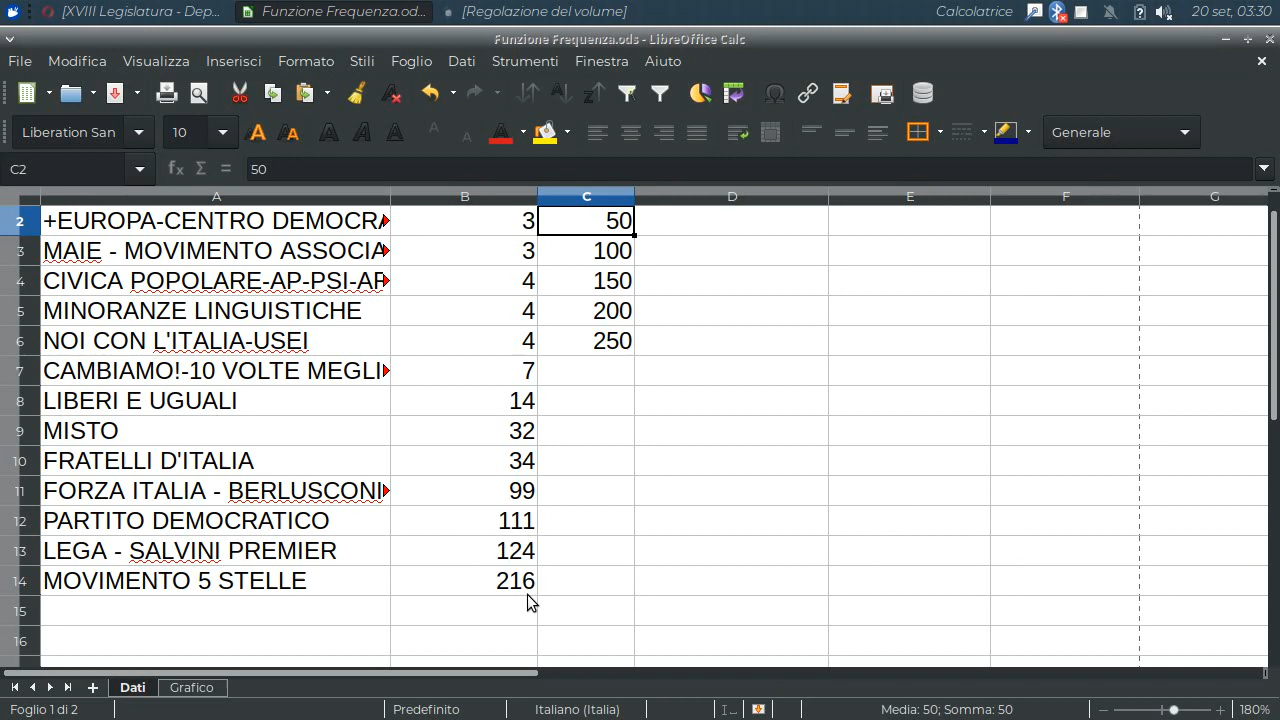 [XVIII Legislatura - Dep... Funzione Frequenza.od... [Regolazione del volume] Calcolatrice 20 set, 03:30
Funzione Frequenza.ods - LibreOffice Calc
File Modifica Visualizza Inserisci Formato Stili Foglio Dati Strumenti Finestra Aiuto
Liberation San 10 Generale
C2 50
A B C D E F G
2 +EUROPA-CENTRO DEMOCRA 3 50
3 MAIE - MOVIMENTO ASSOCIA 3 100
4 CIVICA POPOLARE-AP-PSI-AP 4 150
5 MINORANZE LINGUISTICHE 4 200
6 NOI CON L'ITALIA-USEI 4 250
7 CAMBIAMO!-10 VOLTE MEGLI 7
8 LIBERI E UGUALI 14
9 MISTO 32
10 FRATELLI D'ITALIA 34
11 FORZA ITALIA - BERLUSCONI 99
12 PARTITO DEMOCRATICO 111
13 LEGA - SALVINI PREMIER 124
14 MOVIMENTO 5 STELLE 216
15
16
Dati Grafico
Foglio 1 di 2 Predefinito Italiano (Italia) Media: 50; Somma: 50 180%